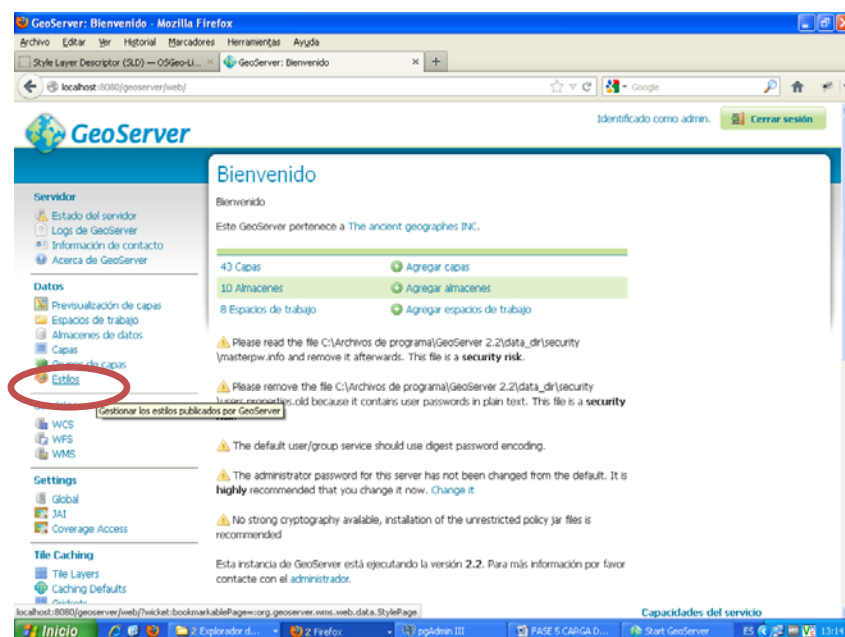 GeoServer: Bienvenido - Mozilla Firefox
Archivo Editar Ver Historial Marcadores Herramientas Ayuda
Style Layer Descriptor (SLD) — OSGeo-Li...
GeoServer: Bienvenido
localhost:8080/geoserver/web/
Google
GeoServer
Identificado como admin.
Cerrar sesión
Servidor
Estado del servidor
Logs de GeoServer
Información de contacto
Acerca de GeoServer
Datos
Previsualización de capas
Espacios de trabajo
Almacenes de datos
Capas
Grupos de capas
Estilos
Gestionar los estilos publicados por GeoServer
WCS
WFS
WMS
Settings
Global
JAI
Coverage Access
Tile Caching
Tile Layers
Caching Defaults
Gridsets
Bienvenido
Bienvenido
Este GeoServer pertenece a The ancient geographes INC.
43 Capas Agregar capas
10 Almacenes Agregar almacenes
8 Espacios de trabajo Agregar espacios de trabajo
Please read the file C:\Archivos de programa\GeoServer 2.2\data_dir\security
\masterpw.info and remove it afterwards. This file is a security risk.
Please remove the file C:\Archivos de programa\GeoServer 2.2\data_dir\security
\users.properties.old because it contains user passwords in plain text. This file is a security
The default user/group service should use digest password encoding.
The administrator password for this server has not been changed from the default. It is
highly recommended that you change it now. Change it
No strong cryptography available, installation of the unrestricted policy jar files is
recommended
Esta instancia de GeoServer está ejecutando la versión 2.2. Para más información por favor
contacte con el administrador.
localhost:8080/geoserver/web/?wicket:bookmarkablePage=:org.geoserver.wms.web.data.StylePage
Capacidades del servicio
Inicio
2 Explorador d...
2 Firefox
pgAdmin III
FASE 5 CARGA D...
Start GeoServer
ES
13:14